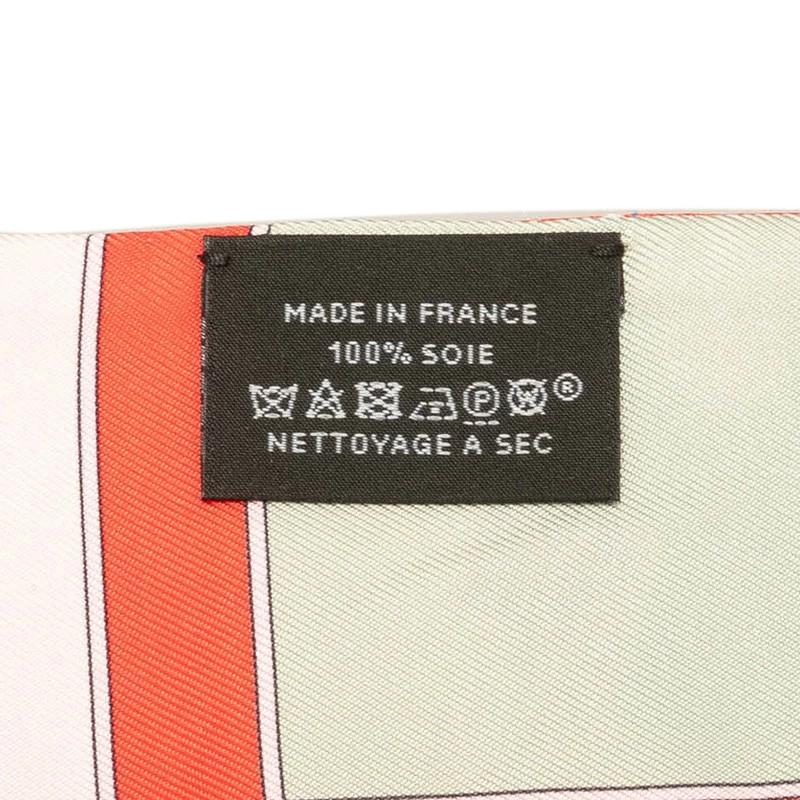 MADE IN FRANCE
100% SOIE
P W ®
NETTOYAGE A SEC